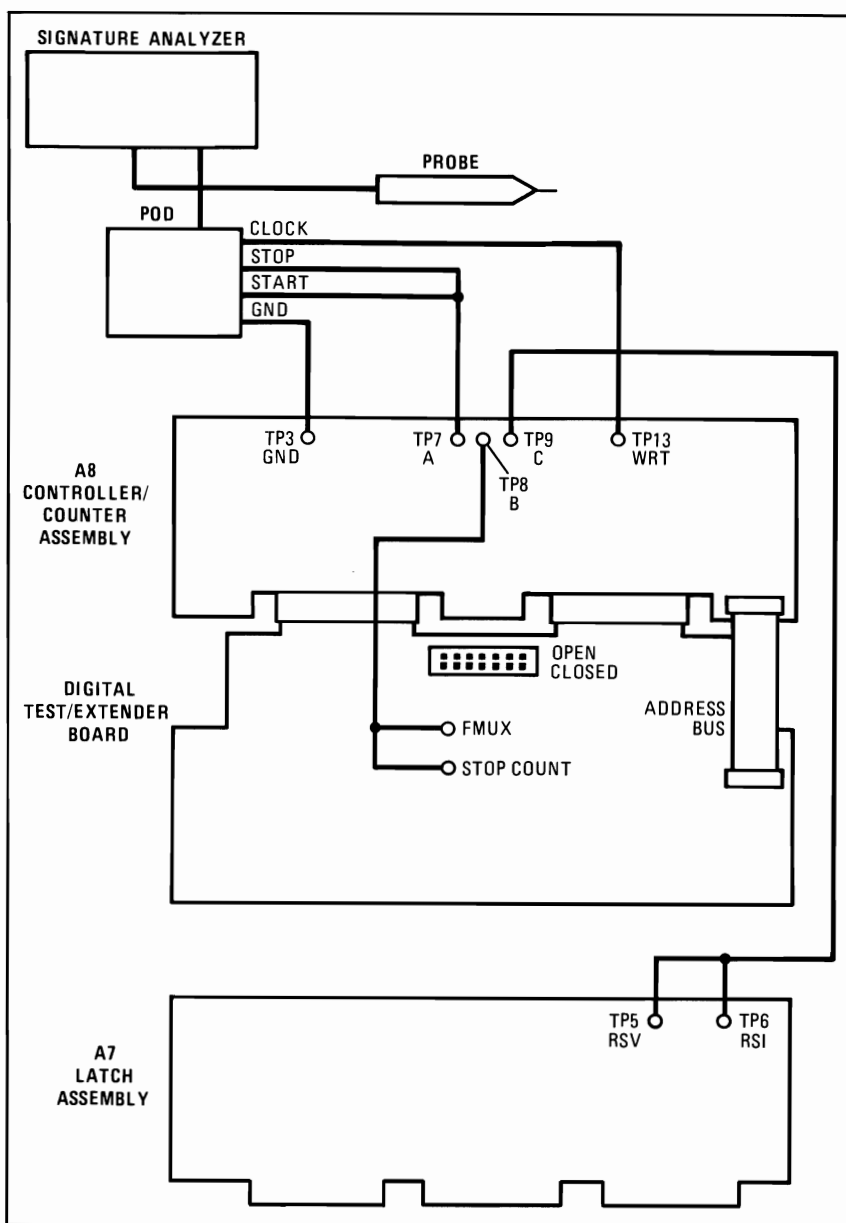 SIGNATURE ANALYZER
PROBE
POD
CLOCK
STOP
START
GND
TP3
GND
TP7
A
TP8
B
TP9
C
TP13
WRT
A8
CONTROLLER/
COUNTER
ASSEMBLY
OPEN
CLOSED
DIGITAL
TEST/EXTENDER
BOARD
ADDRESS
BUS
FMUX
STOP COUNT
TP5
RSV
TP6
RSI
A7
LATCH
ASSEMBLY